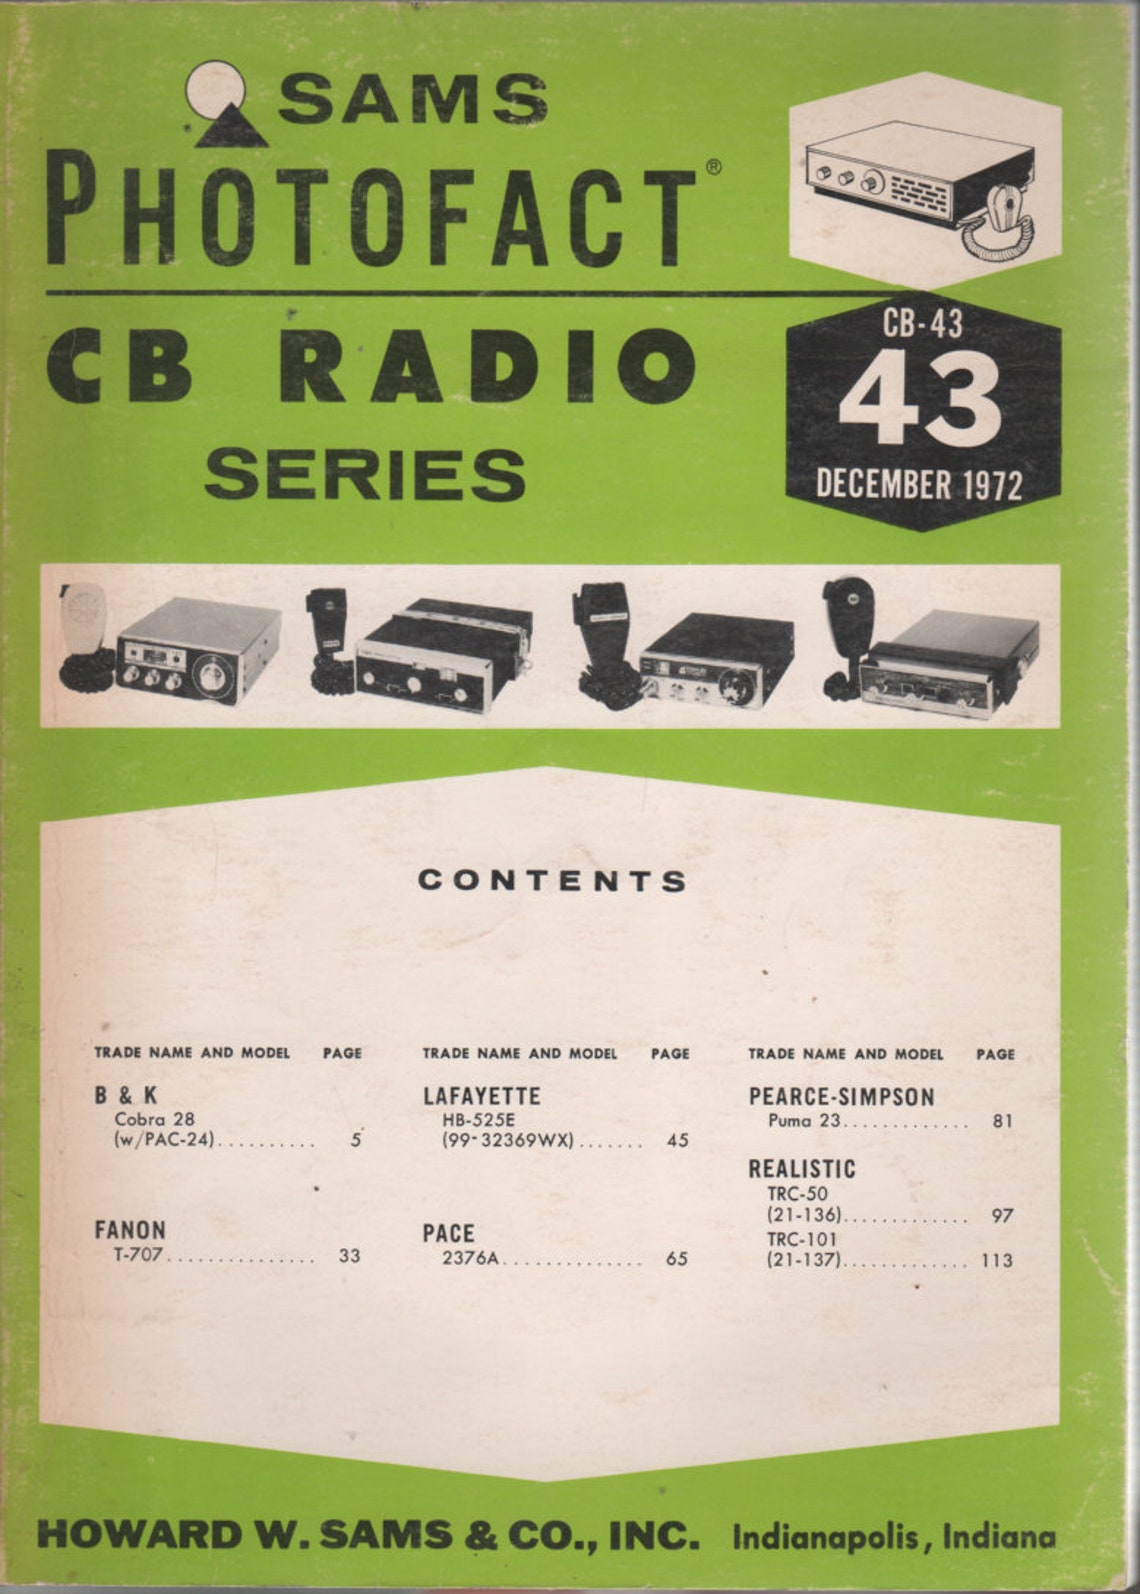 SAMS
PHOTOFACT®
CB RADIO
SERIES
CB-43
43
DECEMBER 1972
CONTENTS
TRADE NAME AND MODEL PAGE
B & K
Cobra 28
(w/PAC-24).......... 5
FANON
T-707............... 33
TRADE NAME AND MODEL PAGE
LAFAYETTE
HB-525E
(99-32369WX)....... 45
PACE
2376A.............. 65
TRADE NAME AND MODEL PAGE
PEARCE-SIMPSON
Puma 23............. 81
REALISTIC
TRC-50
(21-136)............. 97
TRC-101
(21-137)............. 113
HOWARD W. SAMS & CO., INC. Indianapolis, Indiana